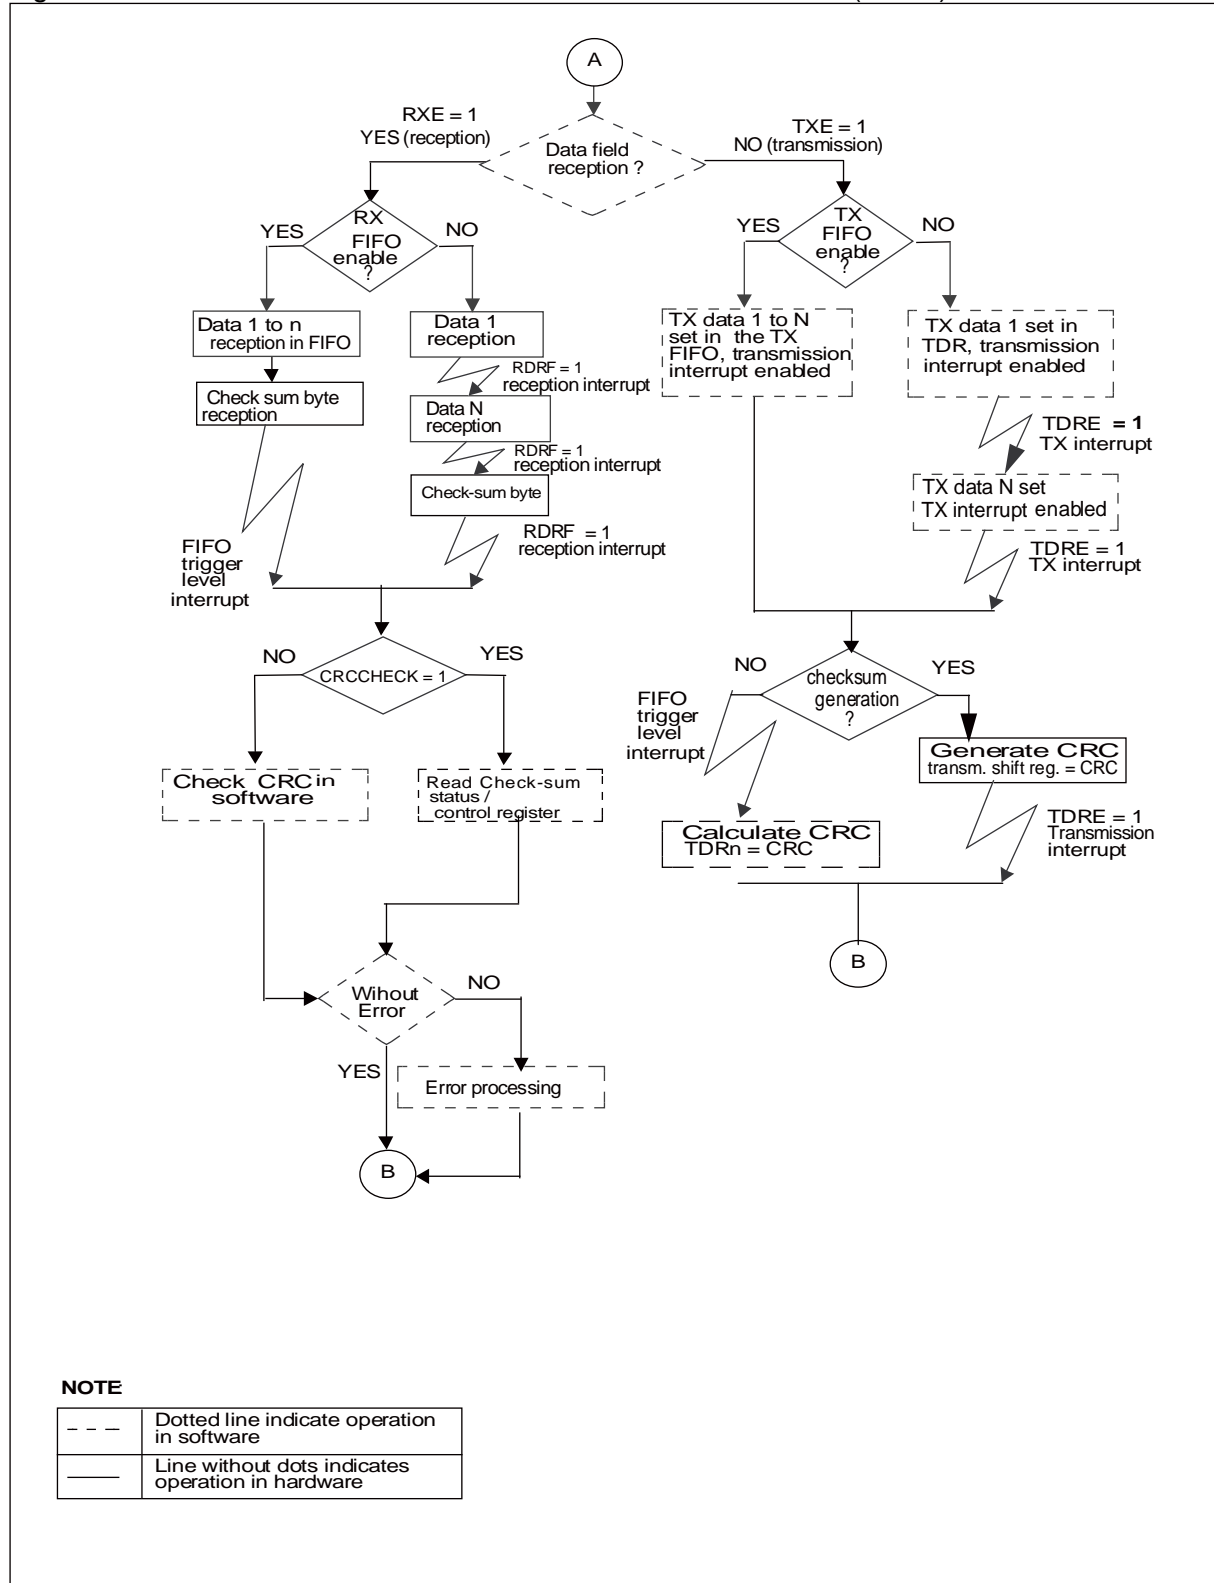 A
RXE = 1
YES (reception)
TXE = 1
NO (transmission)
Data field
reception ?
YES
RX
FIFO
enable
?
NO
YES
TX
FIFO
enable
?
NO
Data 1 to n
reception in FIFO
Data 1
reception
TX data 1 to N
set in the TX
FIFO, transmission
interrupt enabled
TX data 1 set in
TDR, transmission
interrupt enabled
RDRF = 1
reception interrupt
Check sum byte
reception
Data N
reception
TDRE = 1
TX interrupt
RDRF = 1
reception interrupt
Check-sum byte
TX data N set
TX interrupt enabled
RDRF = 1
reception interrupt
FIFO
trigger
level
interrupt
TDRE = 1
TX interrupt
NO
CRCCHECK = 1
YES
NO
checksum
generation
?
YES
FIFO
trigger
level
interrupt
Generate CRC
transm. shift reg. = CRC
Check CRC in
software
Read Check-sum
status /
control register
TDRE = 1
Transmission
interrupt
Calculate CRC
TDRn = CRC
B
Wihout
Error
NO
YES
Error processing
B
NOTE
Dotted line indicate operation
in software
Line without dots indicates
operation in hardware